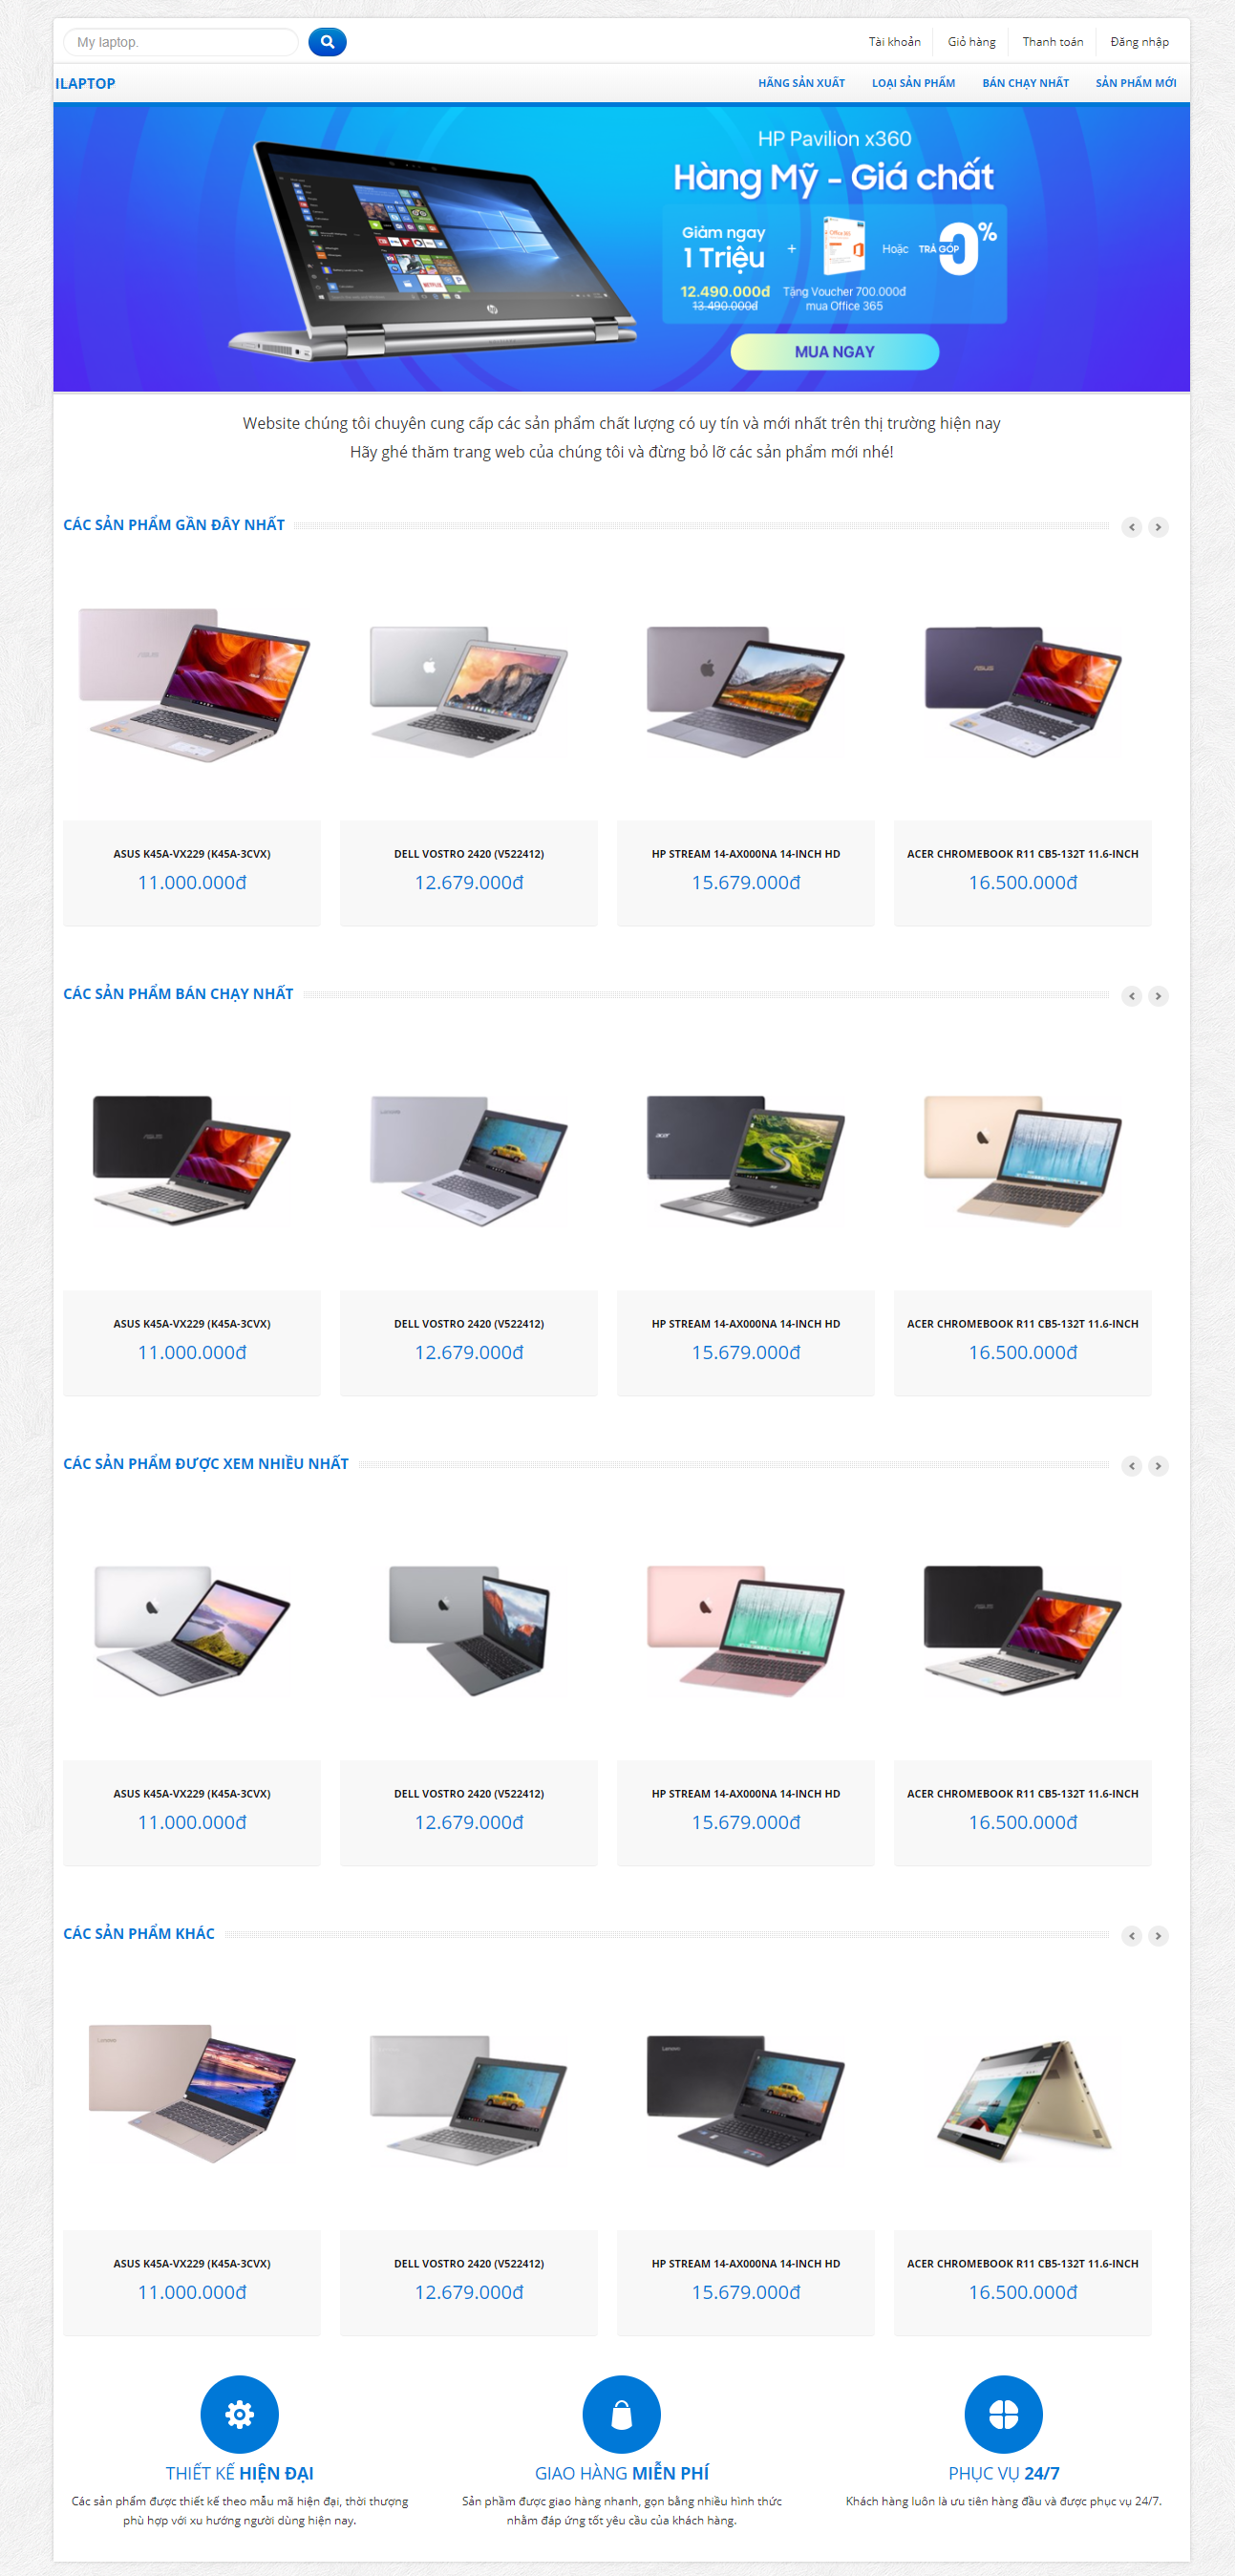 My laptop.
Tài khoản
Giỏ hàng
Thanh toán
Đăng nhập
ILAPTOP
HÃNG SẢN XUẤT
LOẠI SẢN PHẨM
BÁN CHẠY NHẤT
SẢN PHẨM MỚI
HP Pavilion x360
Hàng Mỹ - Giá chất
Giảm ngay
1 Triệu
+
Office 365
Hoặc
TRẢ GÓP
0%
12.490.000đ
13.490.000đ
Tặng Voucher 700.000đ
mua Office 365
MUA NGAY
hp
Website chúng tôi chuyên cung cấp các sản phẩm chất lượng có uy tín và mới nhất trên thị trường hiện nay
Hãy ghé thăm trang web của chúng tôi và đừng bỏ lỡ các sản phẩm mới nhé!
CÁC SẢN PHẨM GẦN ĐÂY NHẤT
ASUS
ASUS
ASUS K45A-VX229 (K45A-3CVX)
11.000.000đ
DELL VOSTRO 2420 (V522412)
12.679.000đ
HP STREAM 14-AX000NA 14-INCH HD
15.679.000đ
ACER CHROMEBOOK R11 CB5-132T 11.6-INCH
16.500.000đ
CÁC SẢN PHẨM BÁN CHẠY NHẤT
ASUS
Lenovo
acer
ASUS K45A-VX229 (K45A-3CVX)
11.000.000đ
DELL VOSTRO 2420 (V522412)
12.679.000đ
HP STREAM 14-AX000NA 14-INCH HD
15.679.000đ
ACER CHROMEBOOK R11 CB5-132T 11.6-INCH
16.500.000đ
CÁC SẢN PHẨM ĐƯỢC XEM NHIỀU NHẤT
ASUS
ASUS K45A-VX229 (K45A-3CVX)
11.000.000đ
DELL VOSTRO 2420 (V522412)
12.679.000đ
HP STREAM 14-AX000NA 14-INCH HD
15.679.000đ
ACER CHROMEBOOK R11 CB5-132T 11.6-INCH
16.500.000đ
CÁC SẢN PHẨM KHÁC
Lenovo
Lenovo
ASUS K45A-VX229 (K45A-3CVX)
11.000.000đ
DELL VOSTRO 2420 (V522412)
12.679.000đ
HP STREAM 14-AX000NA 14-INCH HD
15.679.000đ
ACER CHROMEBOOK R11 CB5-132T 11.6-INCH
16.500.000đ
THIẾT KẾ HIỆN ĐẠI
Các sản phẩm được thiết kế theo mẫu mã hiện đại, thời thượng
phù hợp với xu hướng người dùng hiện nay.
GIAO HÀNG MIỄN PHÍ
Sản phầm được giao hàng nhanh, gọn bằng nhiều hình thức
nhằm đáp ứng tốt yêu cầu của khách hàng.
PHỤC VỤ 24/7
Khách hàng luôn là ưu tiên hàng đầu và được phục vụ 24/7.